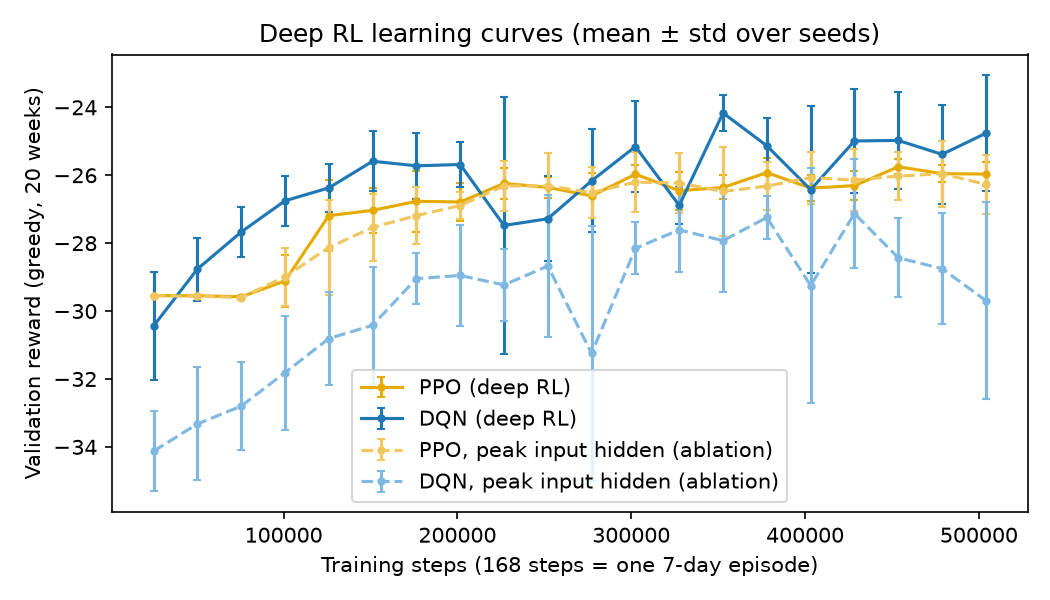 Deep RL learning curves (mean ± std over seeds)
Validation reward (greedy, 20 weeks)
−24
−26
−28
−30
−32
−34
PPO (deep RL)
DQN (deep RL)
PPO, peak input hidden (ablation)
DQN, peak input hidden (ablation)
100000 200000 300000 400000 500000
Training steps (168 steps = one 7-day episode)